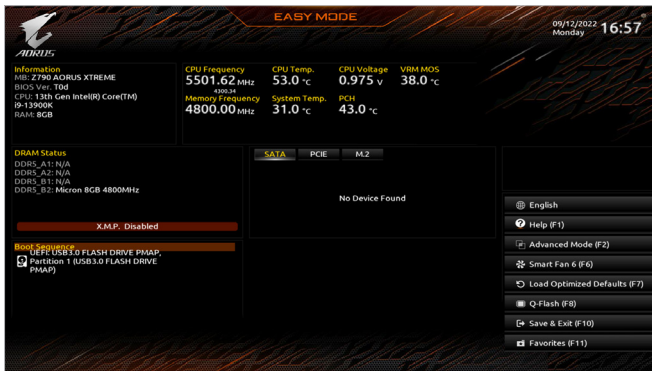 EASY MODE
09/12/2022 Monday 16:57
AORUS
Information
MB: Z790 AORUS XTREME
BIOS Ver. T0d
CPU: 13th Gen Intel(R) Core(TM)
i9-13900K
RAM: 8GB
CPU Frequency
5501.62 MHz
4300.34
CPU Temp.
53.0 °C
CPU Voltage
0.975 V
VRM MOS
38.0 °C
Memory Frequency
4800.00 MHz
System Temp.
31.0 °C
PCH
43.0 °C
DRAM Status
DDR5_A1: N/A
DDR5_A2: N/A
DDR5_B1: N/A
DDR5_B2: Micron 8GB 4800MHz
X.M.P. Disabled
SATA PCIE M.2
No Device Found
Boot Sequence
UEFI: USB3.0 FLASH DRIVE PMAP,
Partition 1 (USB3.0 FLASH DRIVE
PMAP)
English
Help (F1)
Advanced Mode (F2)
Smart Fan 6 (F6)
Load Optimized Defaults (F7)
Q-Flash (F8)
Save & Exit (F10)
Favorites (F11)